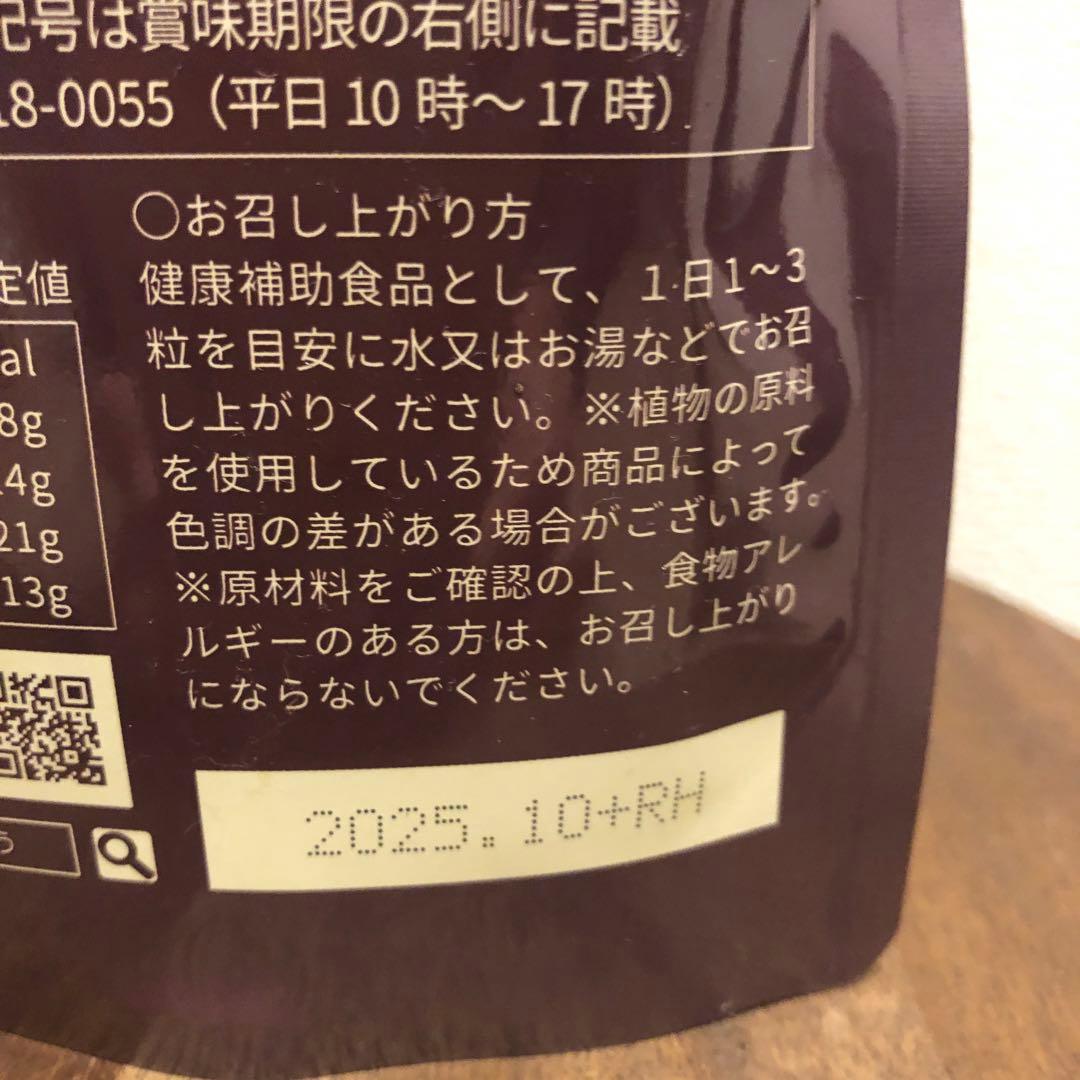 記号は賞味期限の右側に記載
18-0055（平日 10 時～ 17 時）
○お召し上がり方
健康補助食品として、1日1～3
粒を目安に水又はお湯などでお召
し上がりください。※植物の原料
を使用しているため商品によって
色調の差がある場合がございます。
※原材料をご確認の上、食物アレ
ルギーのある方は、お召し上がり
にならないでください。
定値
al
8g
4g
21g
13g
う
2025.10+RH